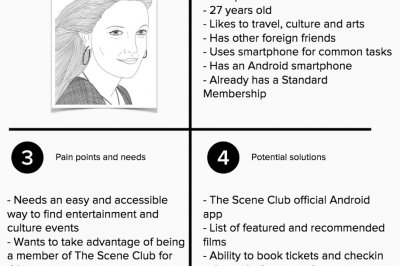 - 27 years old
- Likes to travel, culture and arts
- Has other foreign friends
- Uses smartphone for common tasks
- Has an Android smartphone
- Already has a Standard
Membership
3 Pain points and needs
- Needs an easy and accessible
way to find entertainment and
culture events
- Wants to take advantage of being
a member of The Scene Club for
4 Potential solutions
- The Scene Club official Android
app
- List of featured and recommended
films
- Ability to book tickets and checkin